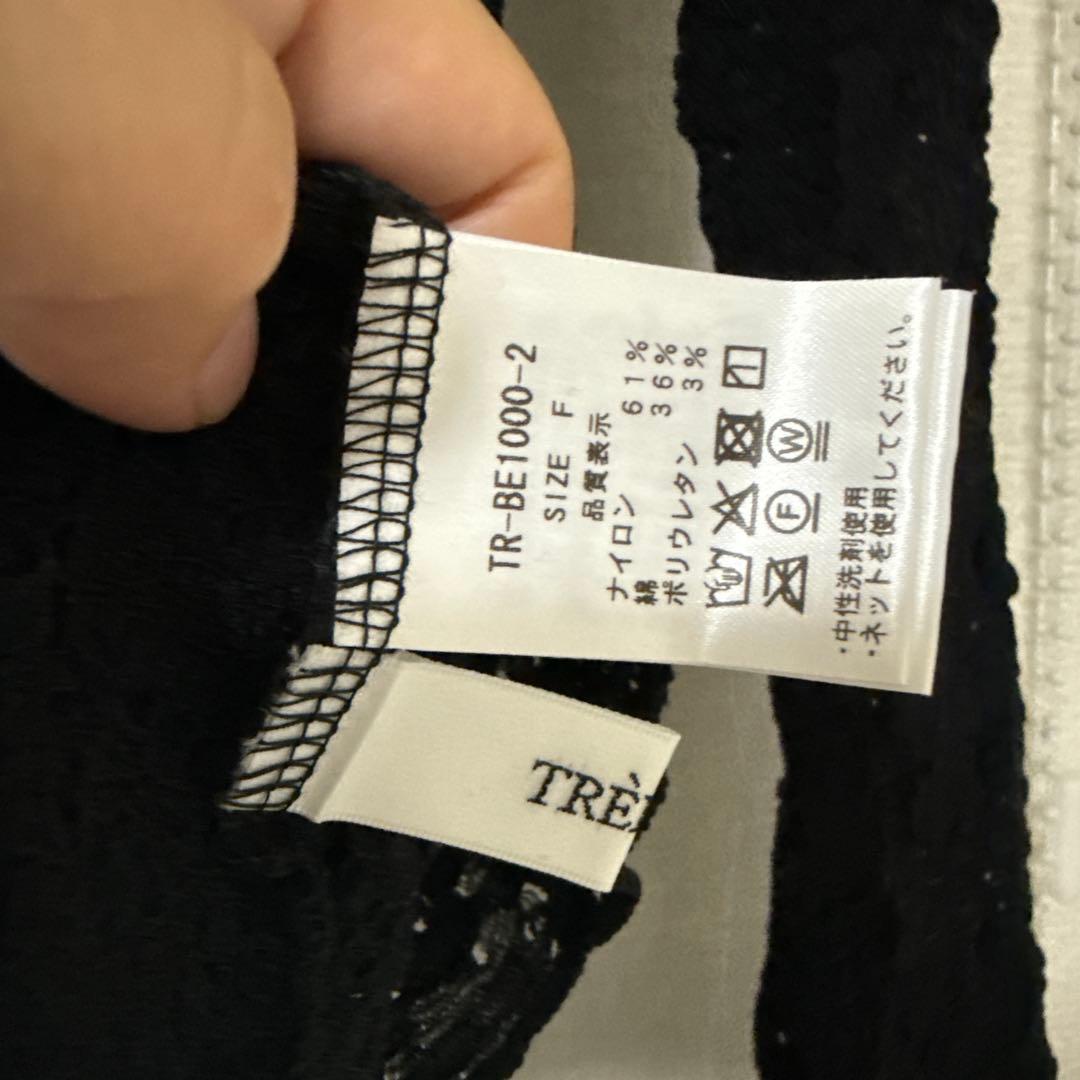 TR-BE1000-2
SIZE F
品質表示
ナイロン 61%
綿 36%
ポリウレタン 3%
W
F
・中性洗剤使用
・ネットを使用してください。
TRÉ